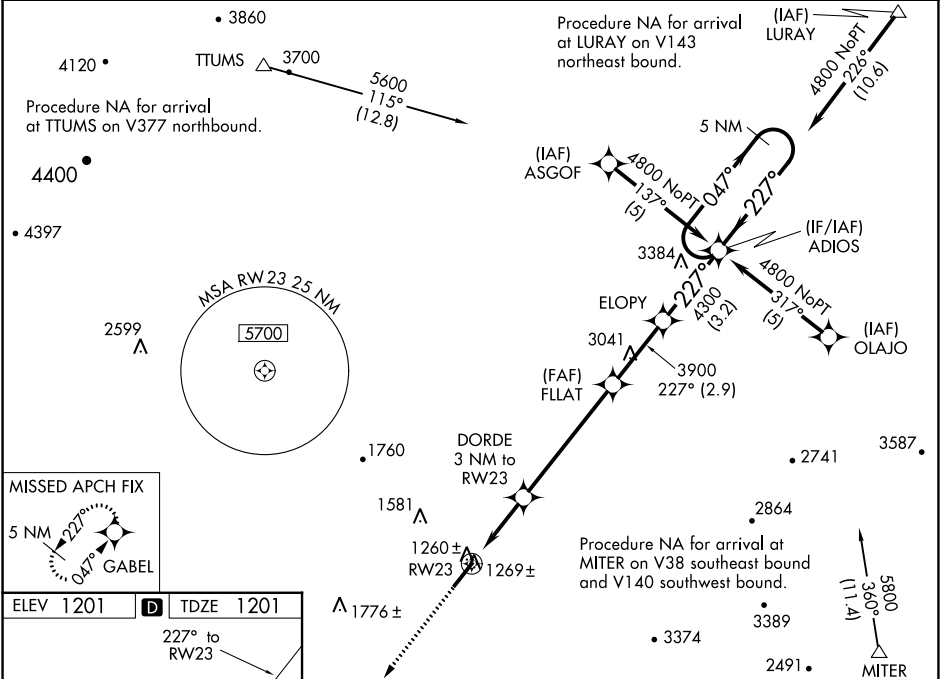 3860
(IAF)
LURAY
Procedure NA for arrival
at LURAY on V143
northeast bound.
TTUMS
3700
4120
5600
115°
(12.8)
4800 NoPT
226°
(10.6)
Procedure NA for arrival
at TTUMS on V377 northbound.
5 NM
4400
(IAF)
ASGOF
4800 NoPT
137°
(5)
047°
227°
4397
(IF/IAF)
ADIOS
3384
MSA RW23 25 NM
5700
227°
4300
(3.2)
4800 NoPT
317°
(5)
ELOPY
2599
3041
(IAF)
OLAJO
(FAF)
FLLAT
3900
227° (2.9)
DORDE
3 NM to
RW23
1760
2741
3587
MISSED APCH FIX
5 NM
227°
047°
GABEL
1581
2864
1260 ±
RW23
1269 ±
Procedure NA for arrival at
MITER on V38 southeast bound
and V140 southwest bound.
ELEV 1201 D TDZE 1201
1776 ±
5800
360°
(11.4)
3389
227° to
RW23
3374
2491
MITER